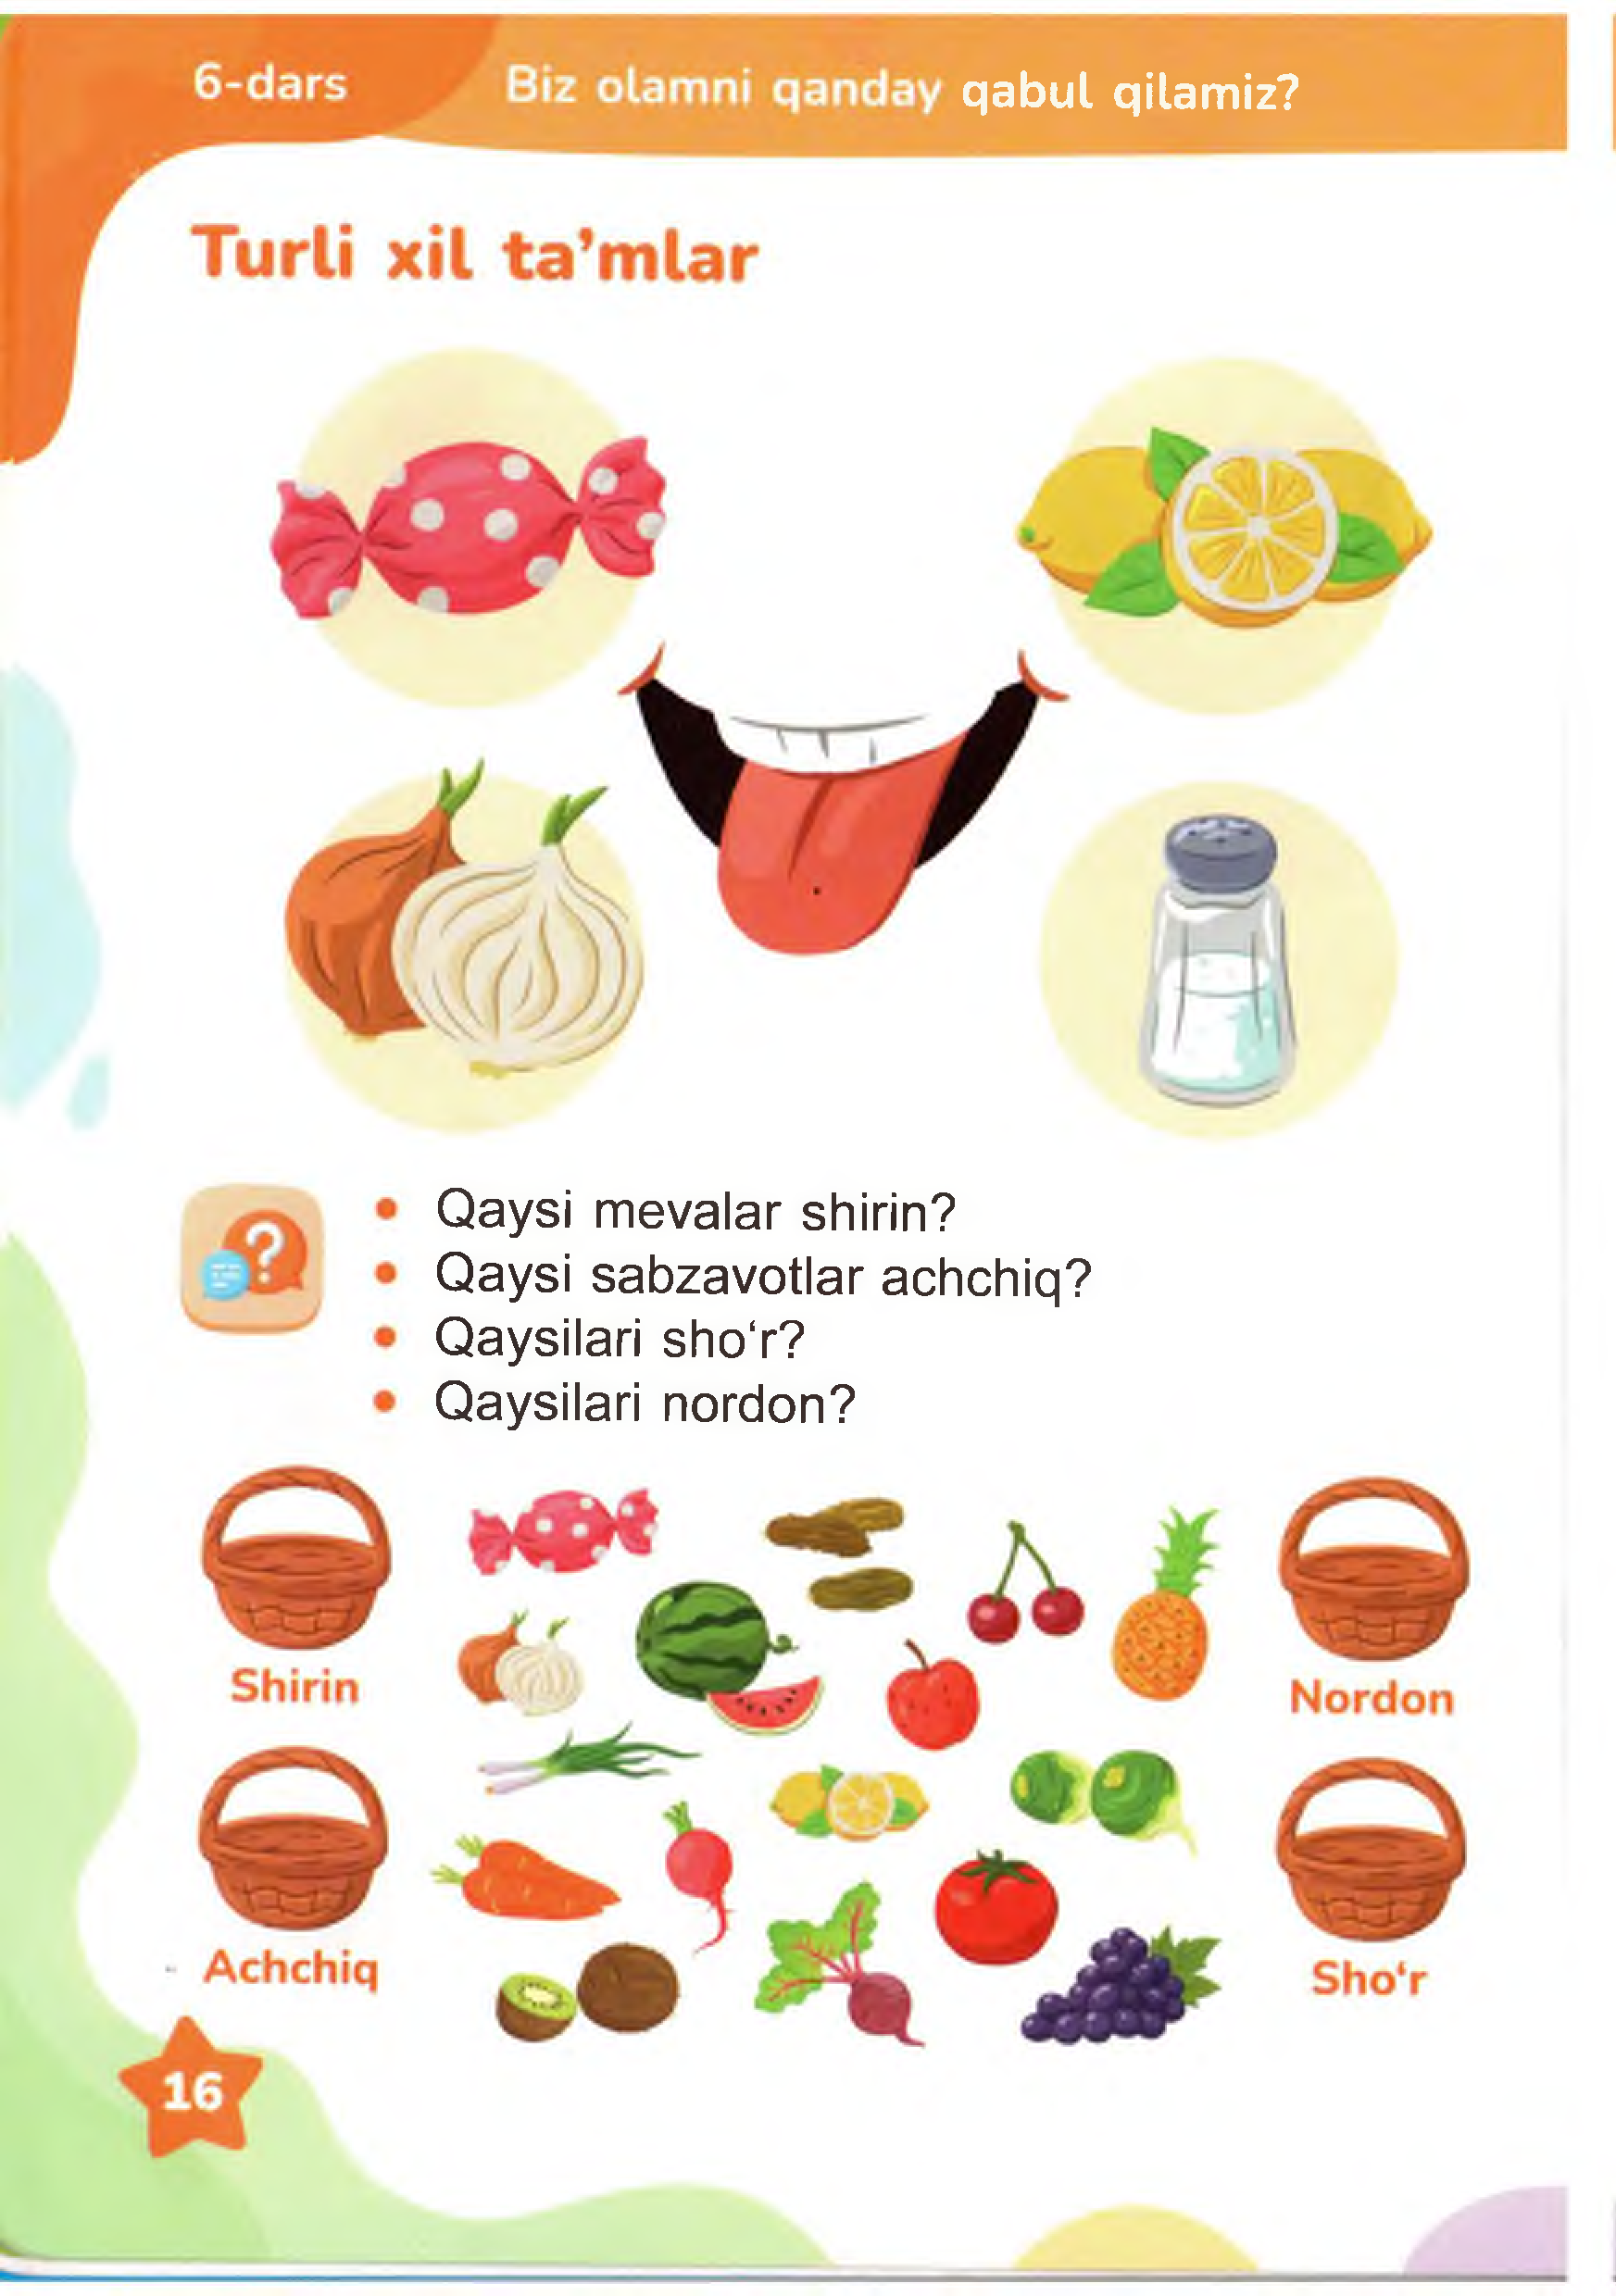 6-dars
Biz olamni qanday qabul qilamiz?
Turli xil ta’mlar
• Qaysi mevalar shirin?
• Qaysi sabzavotlar achchiq?
• Qaysilari sho‘r?
• Qaysilari nordon?
Shirin
Nordon
Achchiq
Sho‘r
16